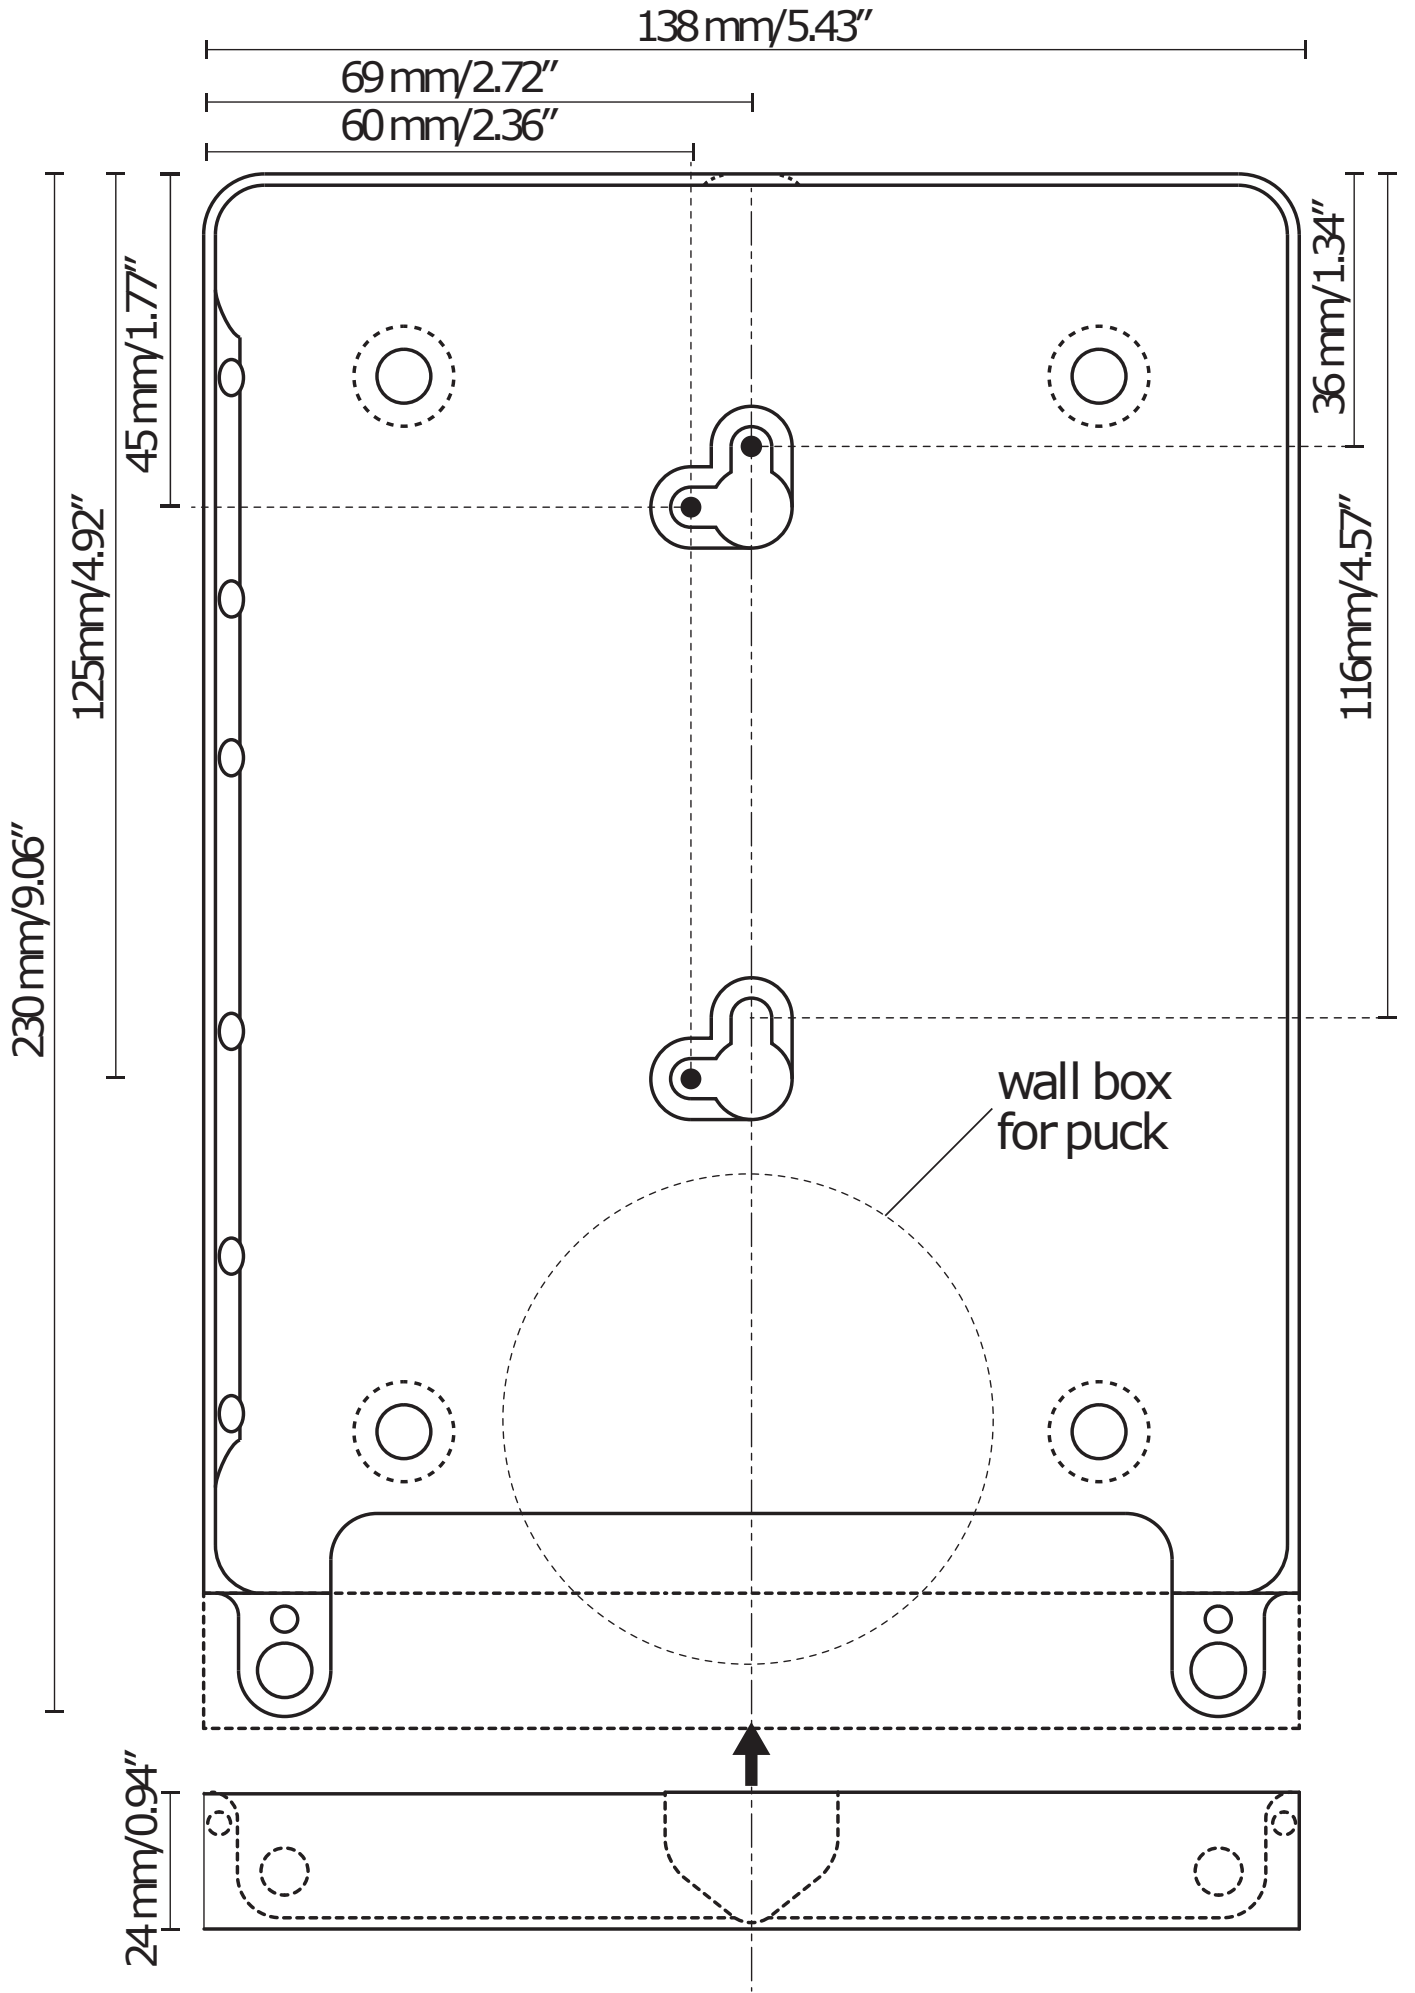 138 mm/5.43”
69 mm/2.72”
60 mm/2.36”
45 mm/1.77”
36 mm/1.34”
125mm/4.92”
116mm/4.57”
230 mm/9.06”
wall box
for puck
24 mm/0.94”